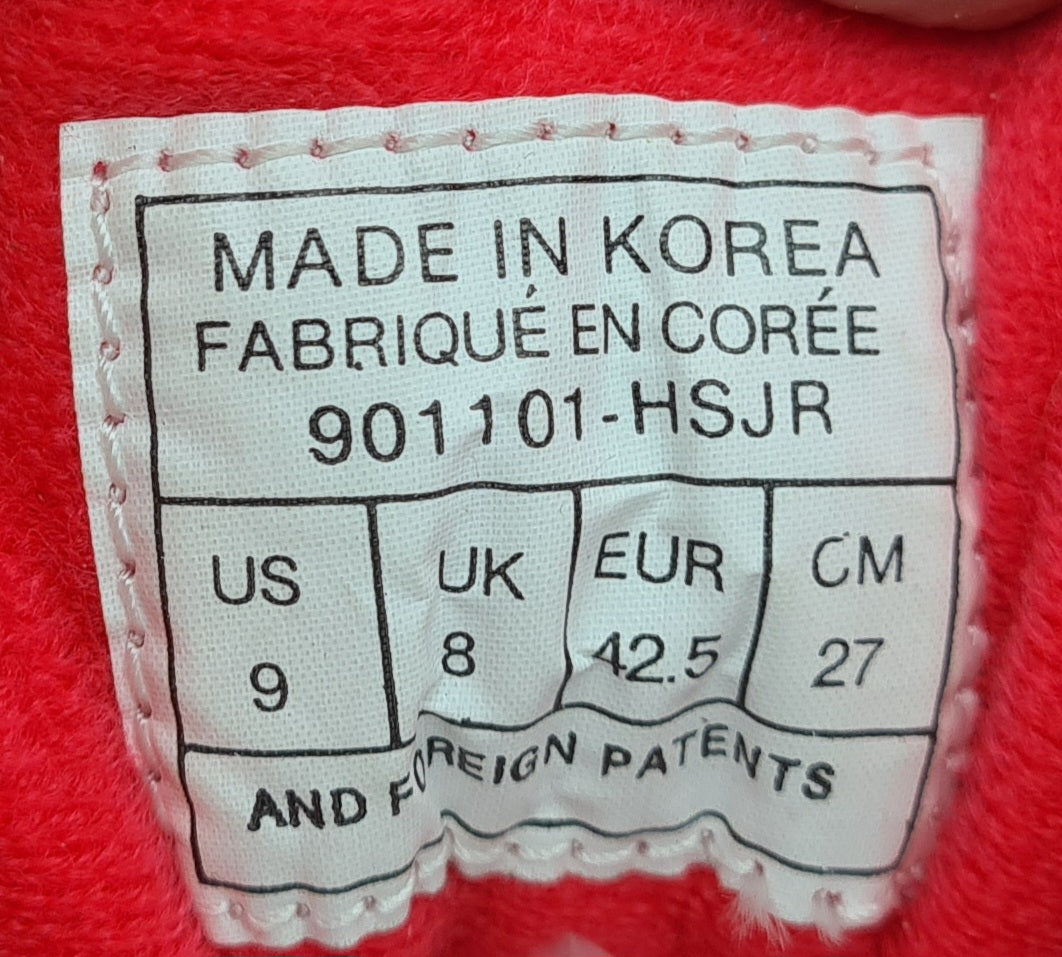 MADE IN KOREA
FABRIQUÉ EN CORÉE
901101-HSJR
US UK EUR CM
9 8 42.5 27
AND FOREIGN PATENTS